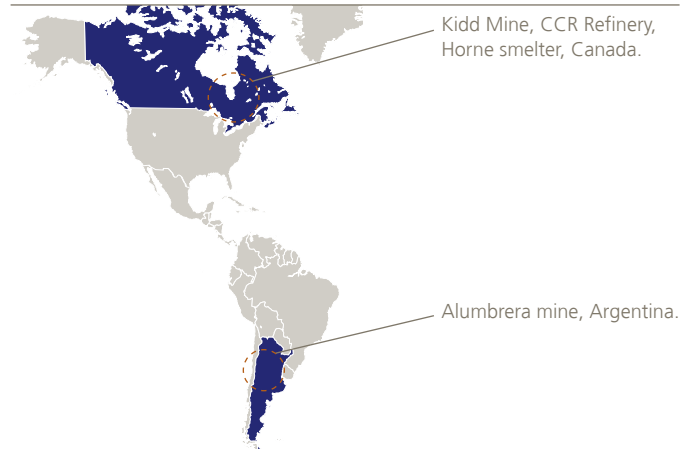 Kidd Mine, CCR Refinery,
Horne smelter, Canada.
Alumbrera mine, Argentina.